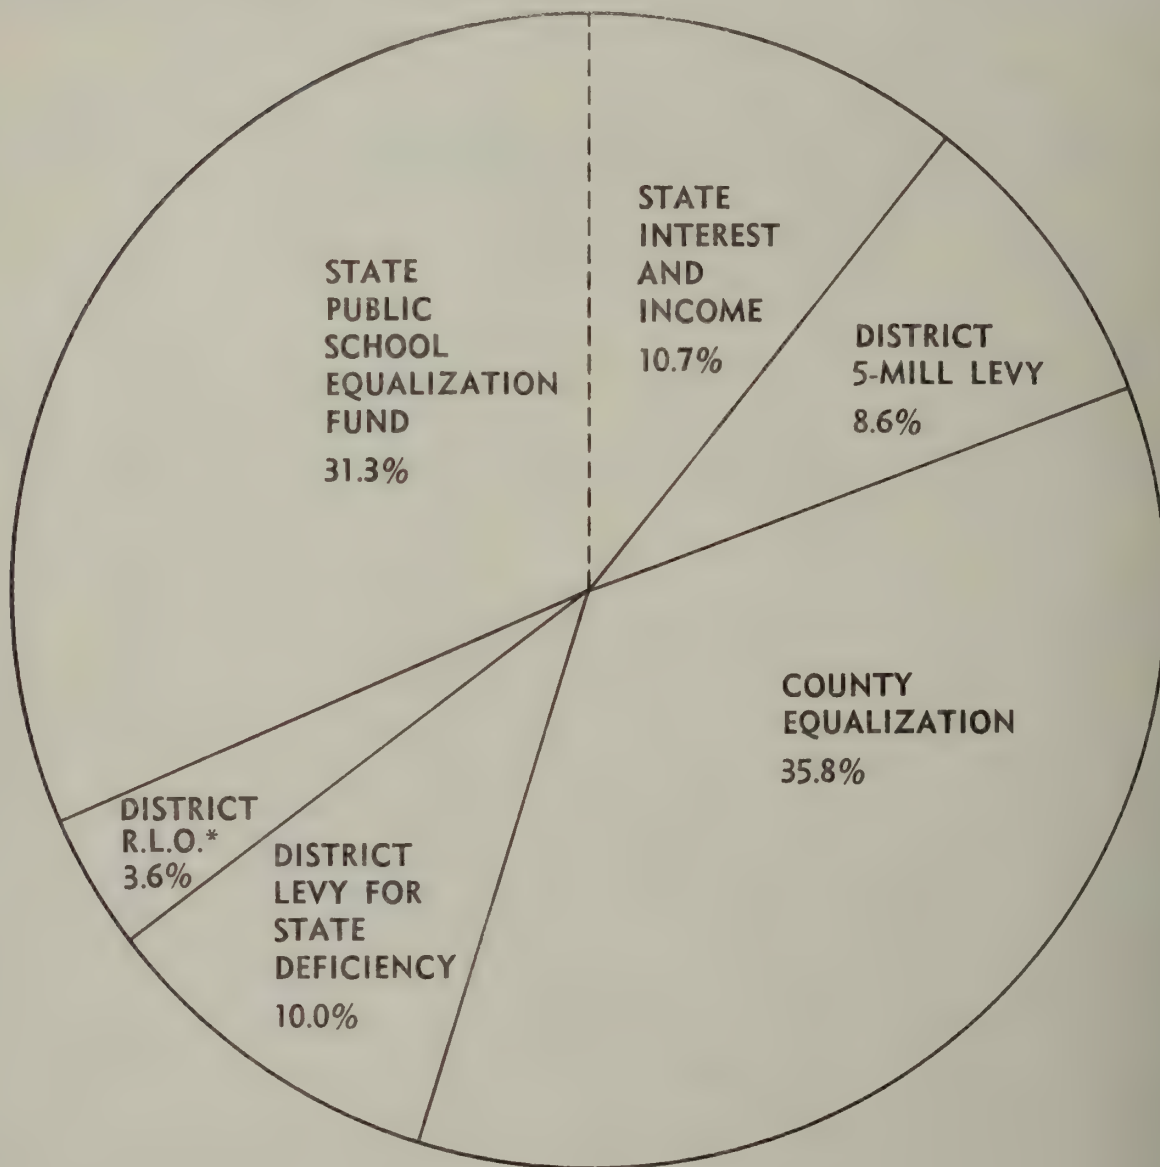 STATE
PUBLIC
SCHOOL
EQUALIZATION
FUND
31.3%
STATE
INTEREST
AND
INCOME
10.7%
DISTRICT
5-MILL LEVY
8.6%
COUNTY
EQUALIZATION
35.8%
DISTRICT
LEVY FOR
STATE
DEFICIENCY
10.0%
DISTRICT
R.L.O.*
3.6%